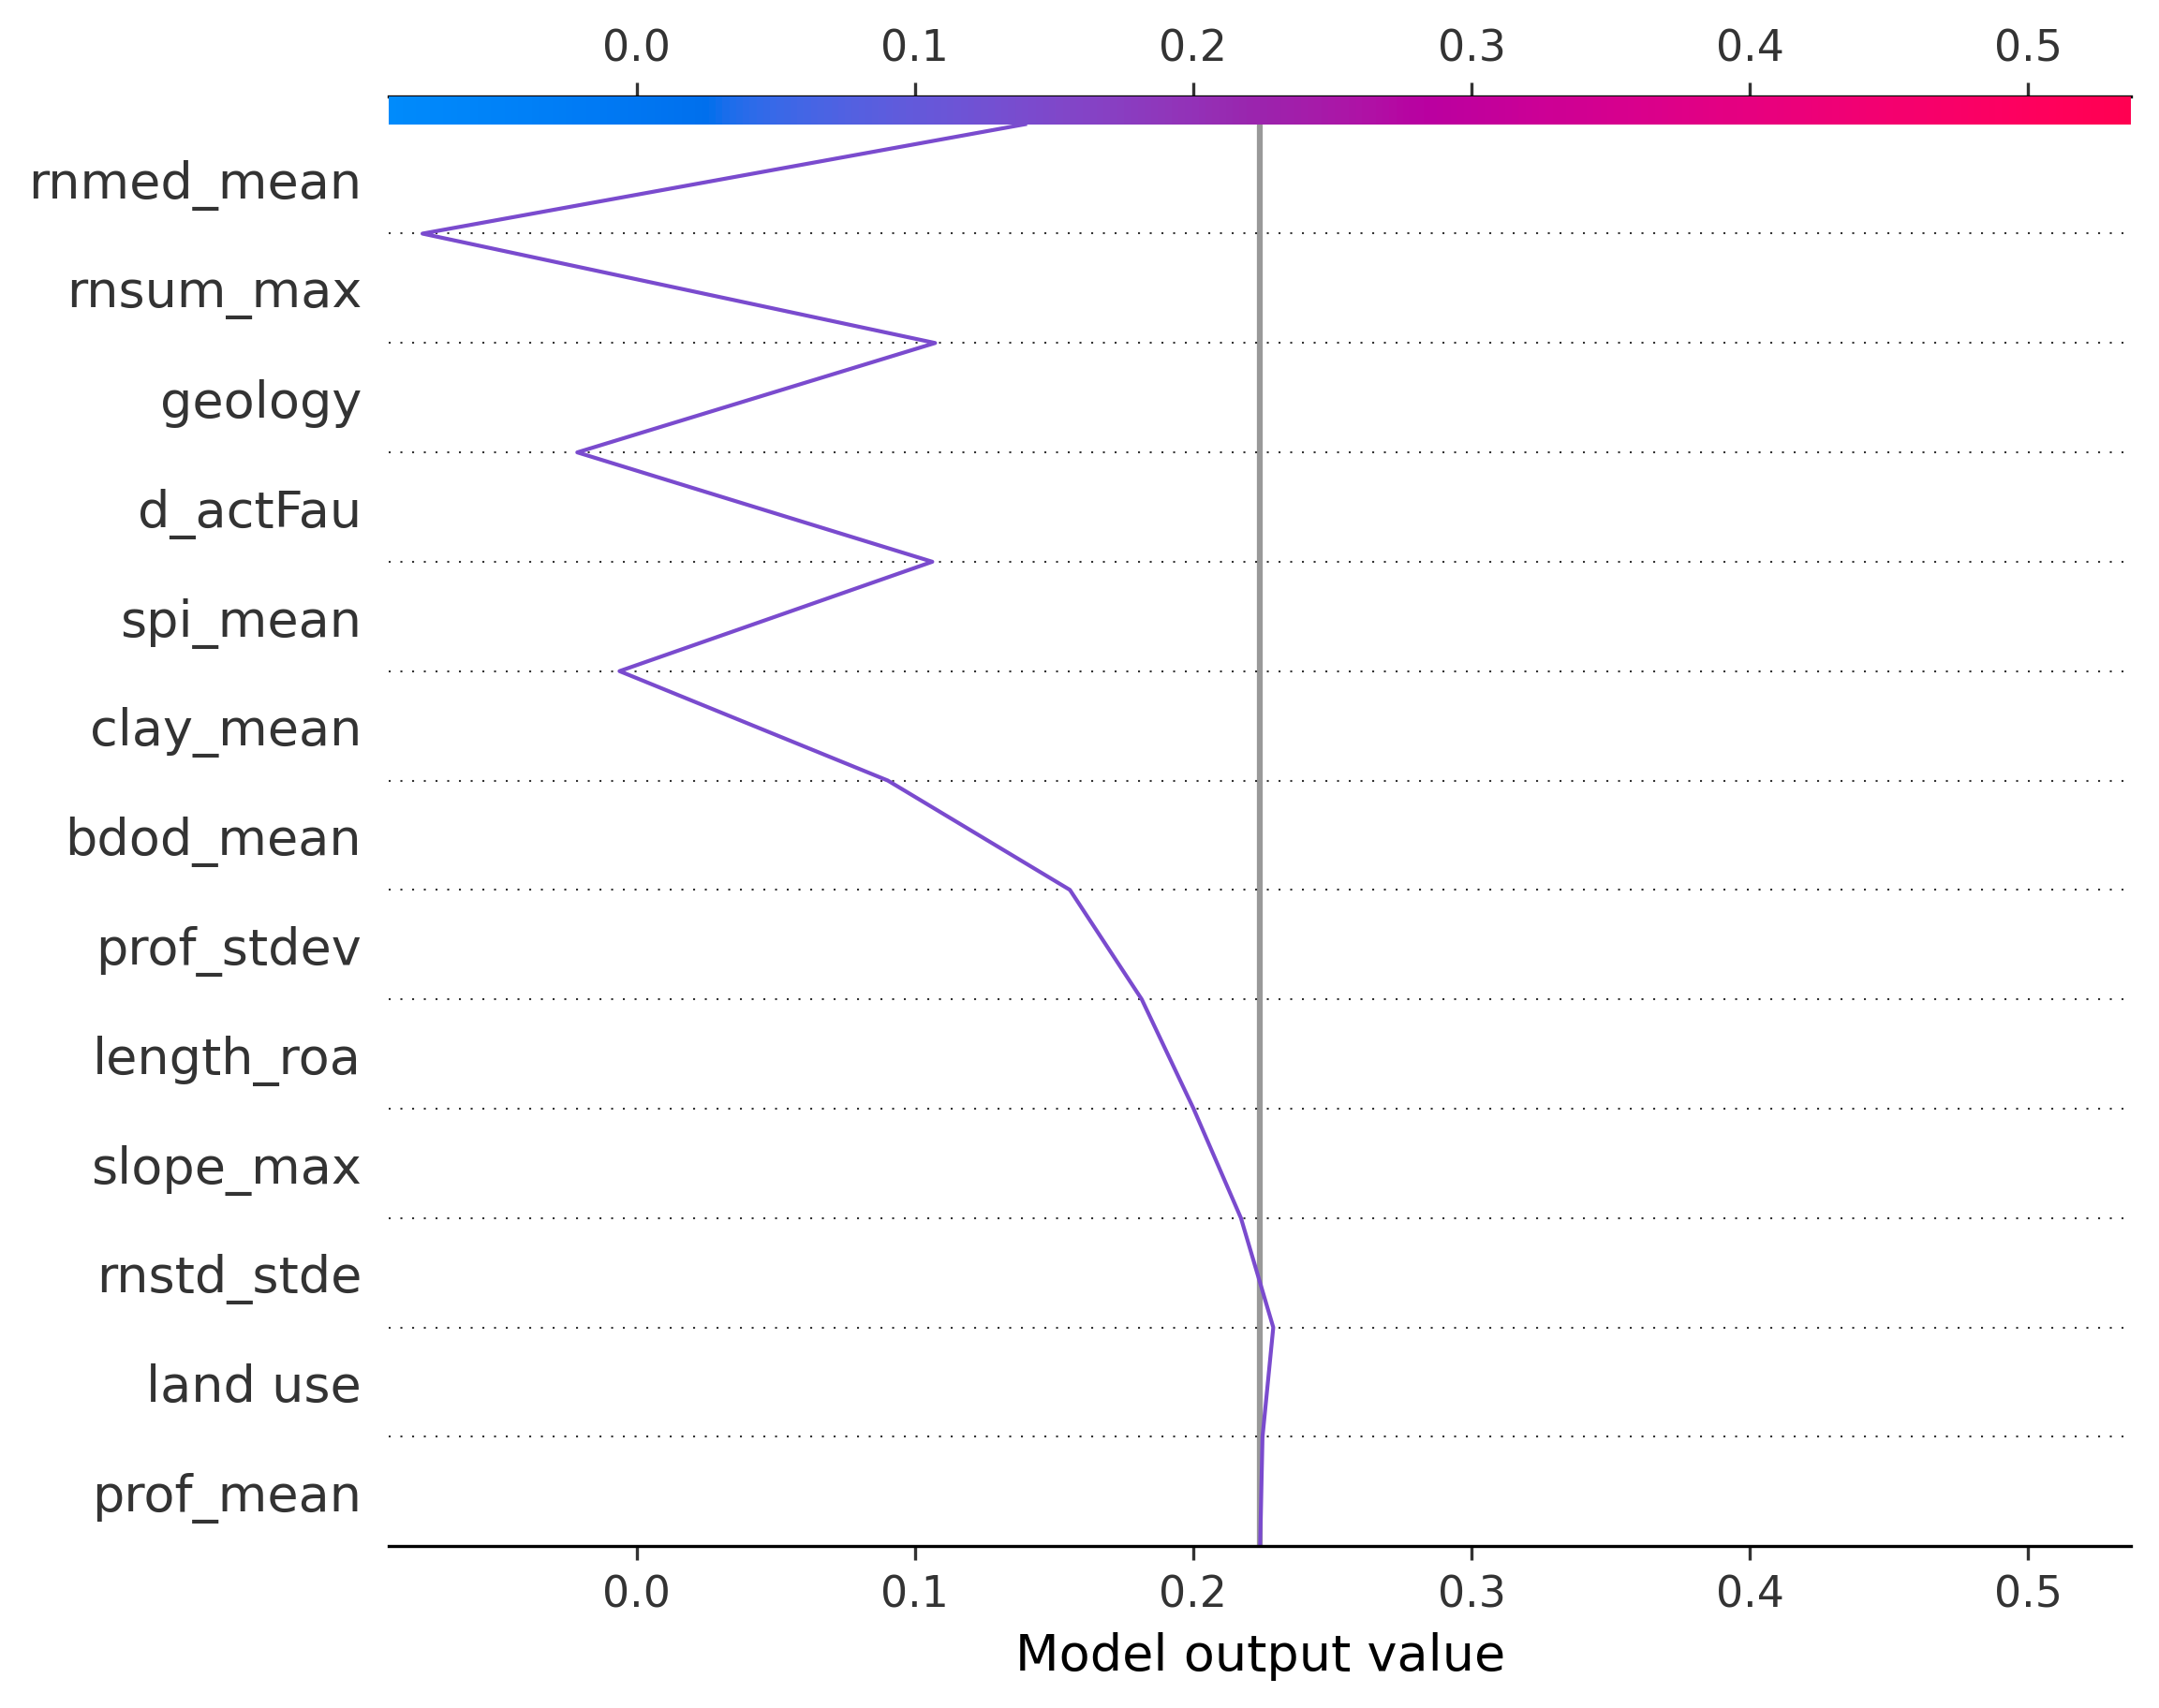 0.0 0.1 0.2 0.3 0.4 0.5
rnmed_mean
rnsum_max
geology
d_actFau
spi_mean
clay_mean
bdod_mean
prof_stdev
length_roa
slope_max
rnstd_stde
land use
prof_mean
0.0 0.1 0.2 0.3 0.4 0.5
Model output value